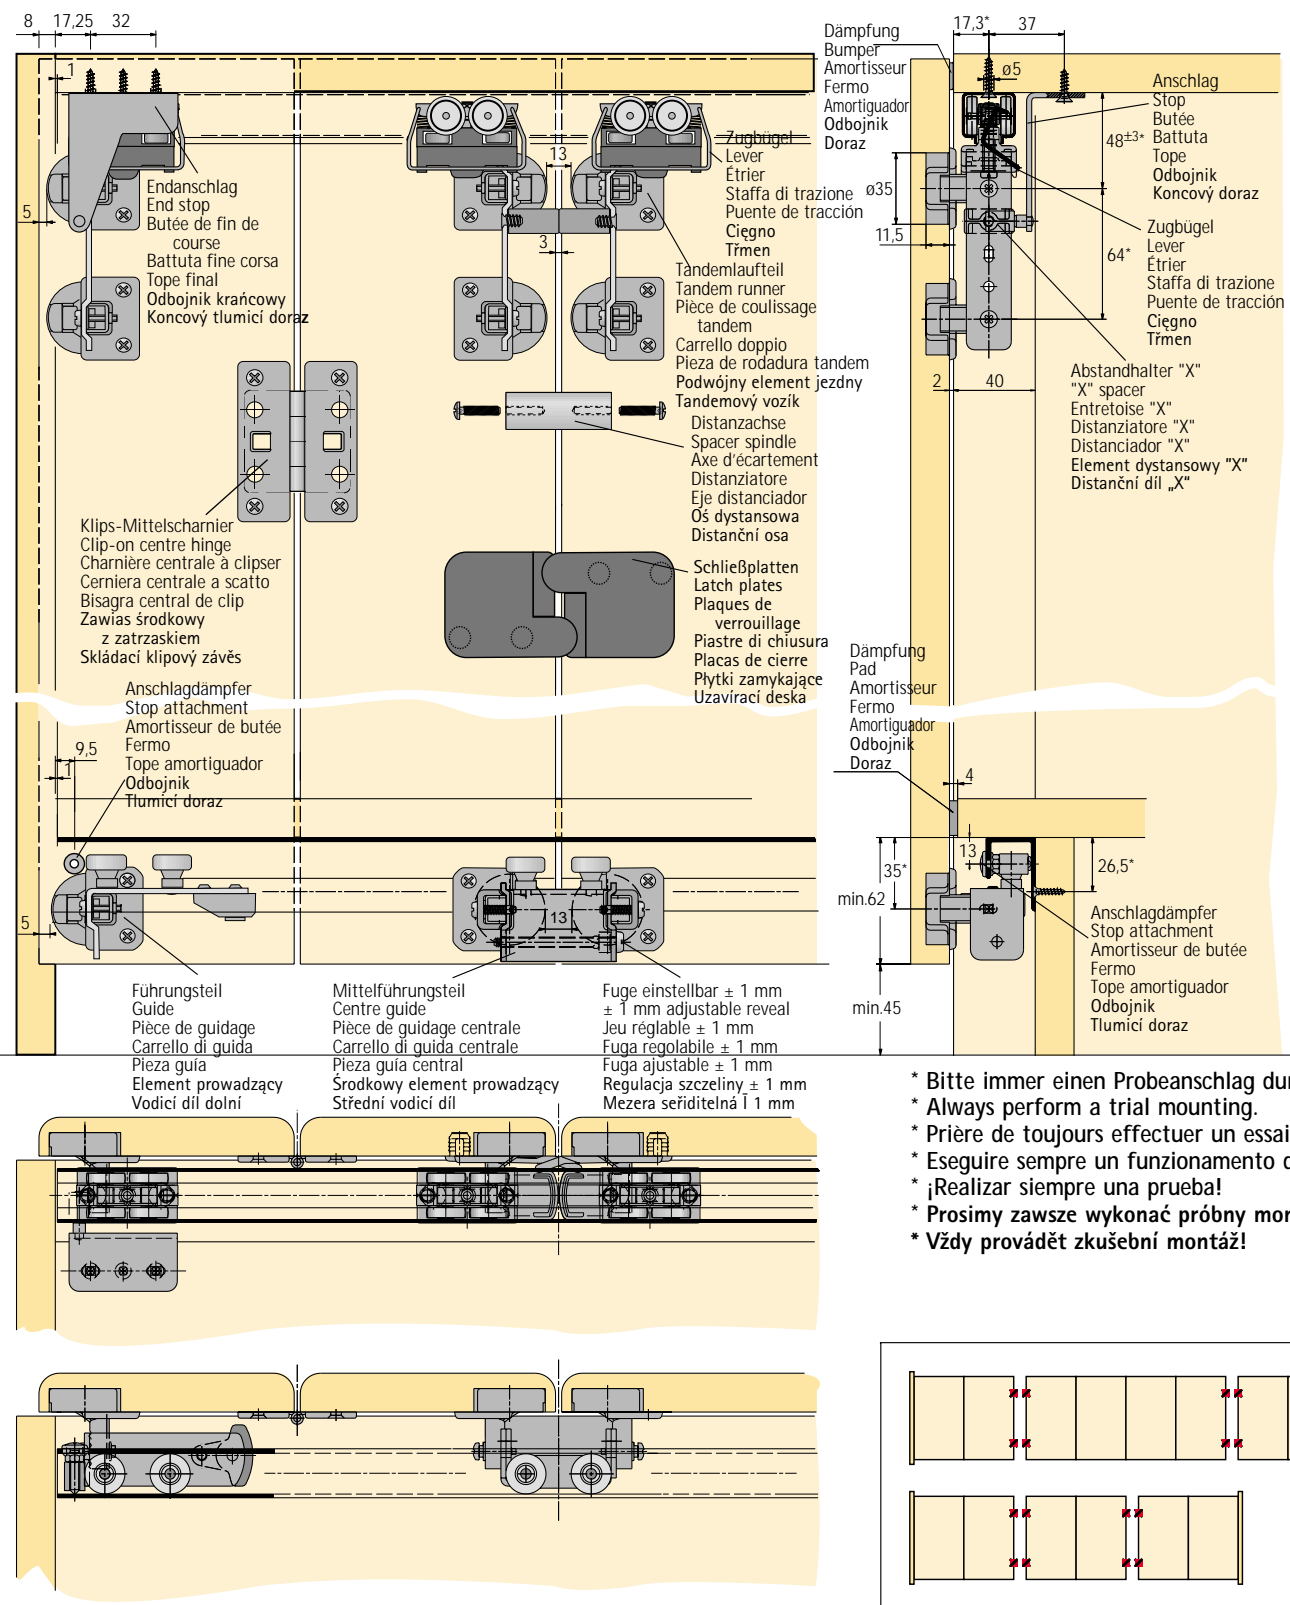 8
17,25
32
1
5
Endanschlag
End stop
Butée de fin de
course
Battuta fine corsa
Tope final
Odbojnik krańcowy
Koncový tlumicí doraz
13
3
Zugbügel
Lever
Étrier
Staffa di trazione
Puente de tracción
Cięgno
Třmen
Tandemlaufteil
Tandem runner
Pièce de coulissage
tandem
Carrello doppio
Pieza de rodadura tandem
Podwójny element jezdny
Tandemový vozík
Distanzachse
Spacer spindle
Axe d'écartement
Distanziatore
Eje distanciador
Oś dystansowa
Distanční osa
Klips-Mittelscharnier
Clip-on centre hinge
Charnière centrale à clipser
Cerniera centrale a scatto
Bisagra central de clip
Zawias środkowy
z zatrzaskiem
Skládací klipový závěs
Schließplatten
Latch plates
Plaques de
verrouillage
Piastre di chiusura
Placas de cierre
Płytki zamykające
Uzavírací deska
Anschlagdämpfer
Stop attachment
Amortisseur de butée
Fermo
Tope amortiguador
Odbojnik
Tlumicí doraz
9,5
1
5
13
Führungsteil
Guide
Pièce de guidage
Carrello di guida
Pieza guía
Element prowadzący
Vodicí díl dolní
Mittelführungsteil
Centre guide
Pièce de guidage centrale
Carrello di guida centrale
Pieza guía central
Środkowy element prowadzący
Střední vodicí díl
Fuge einstellbar ± 1 mm
± 1 mm adjustable reveal
Jeu réglable ± 1 mm
Fuga regolabile ± 1 mm
Fuga ajustable ± 1 mm
Regulacja szczeliny ± 1 mm
Mezera seřiditelná Ī 1 mm
Dämpfung
Bumper
Amortisseur
Fermo
Amortiguador
Odbojnik
Doraz
17,3*
37
ø5
ø35
11,5
48±3*
64*
2
40
Anschlag
Stop
Butée
Battuta
Tope
Odbojnik
Koncový doraz
Zugbügel
Lever
Étrier
Staffa di trazione
Puente de tracción
Cięgno
Třmen
Abstandhalter "X"
"X" spacer
Entretoise "X"
Distanziatore "X"
Distanciador "X"
Element dystansowy "X"
Distanční díl „X"
Dämpfung
Pad
Amortisseur
Fermo
Amortiguador
Odbojnik
Doraz
4
13
35*
26,5*
min.62
min.45
Anschlagdämpfer
Stop attachment
Amortisseur de butée
Fermo
Tope amortiguador
Odbojnik
Tlumicí doraz
* Bitte immer einen Probeanschlag dur
* Always perform a trial mounting.
* Prière de toujours effectuer un essai
* Eseguire sempre un funzionamento d
* ¡Realizar siempre una prueba!
* Prosimy zawsze wykonać próbny mon
* Vždy provádět zkušební montáž!